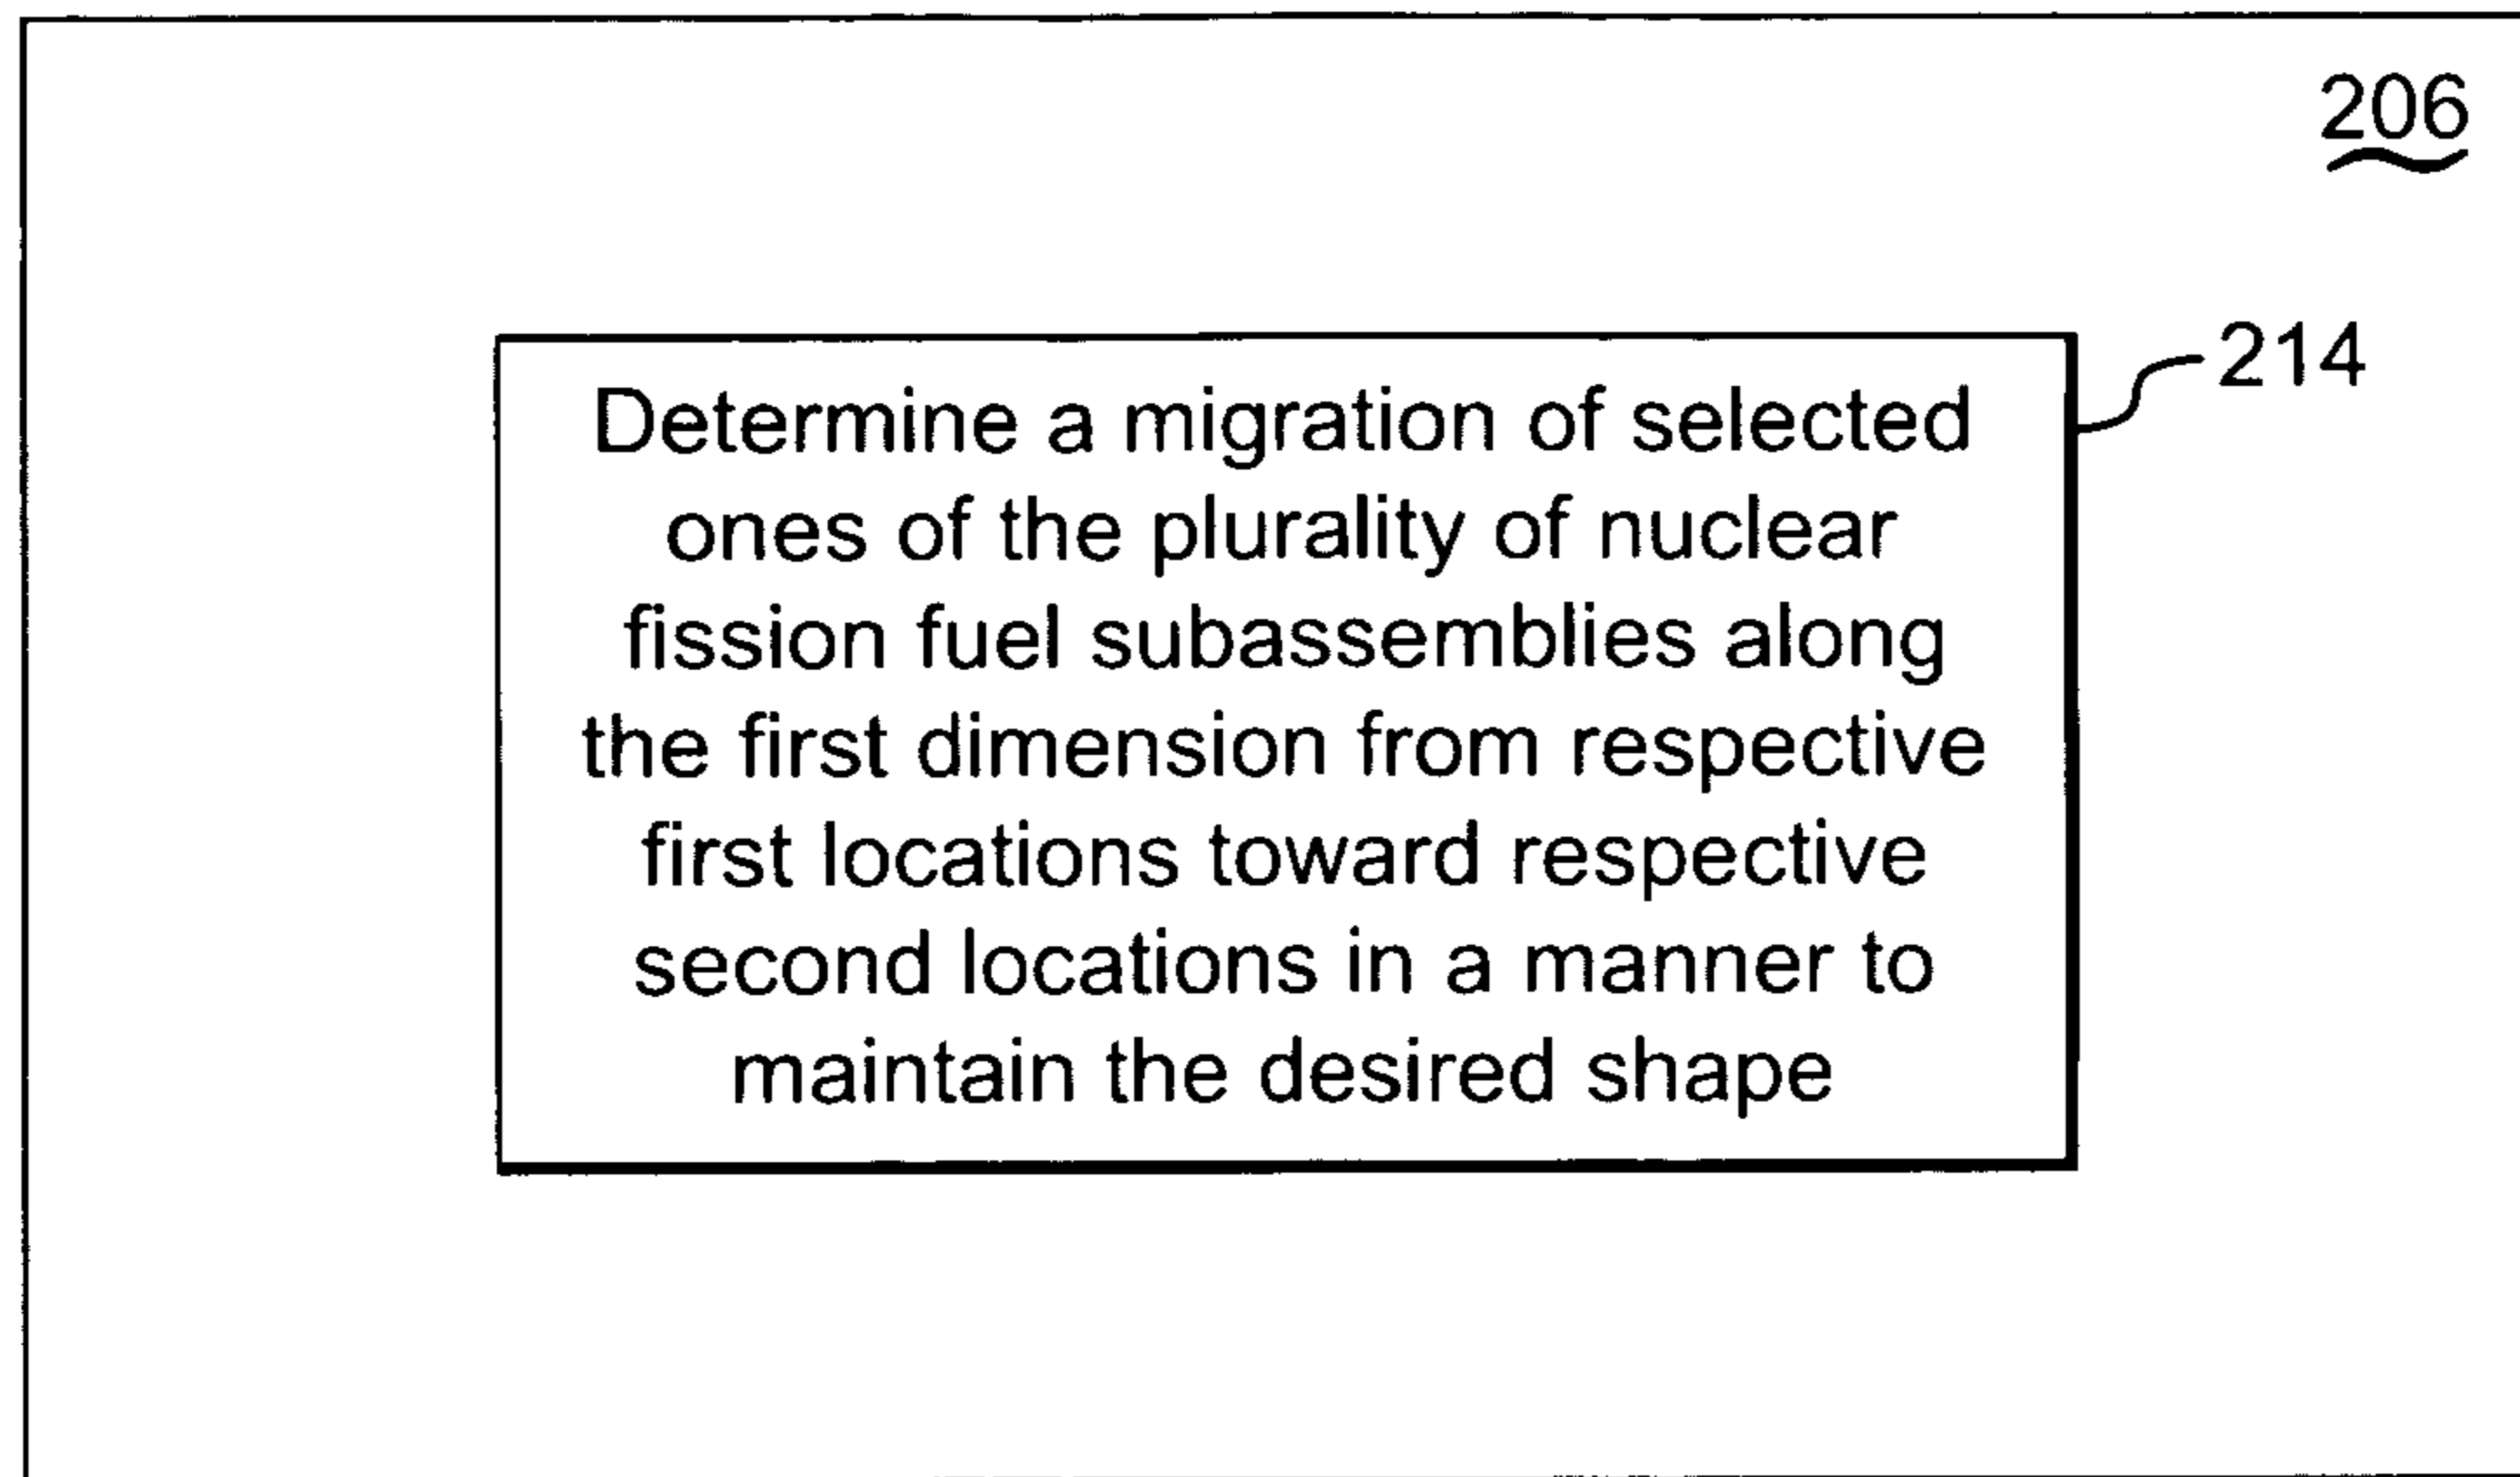 206
214
Determine a migration of selected
ones of the plurality of nuclear
fission fuel subassemblies along
the first dimension from respective
first locations toward respective
second locations in a manner to
maintain the desired shape